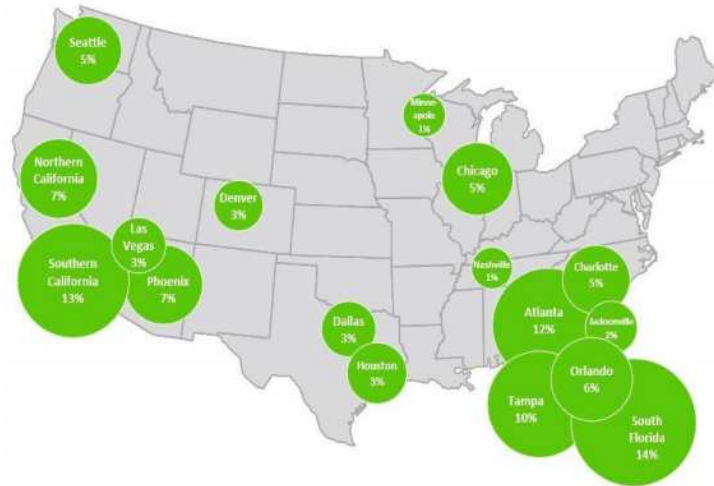 Seattle
5%
Minne-
apolis
1%
Northern
California
7%
Chicago
5%
Denver
3%
Las
Vegas
3%
Southern
California
13%
Phoenix
7%
Nashville
1%
Charlotte
5%
Atlanta
12%
Jacksonville
2%
Dallas
3%
Houston
3%
Orlando
6%
Tampa
10%
South
Florida
14%